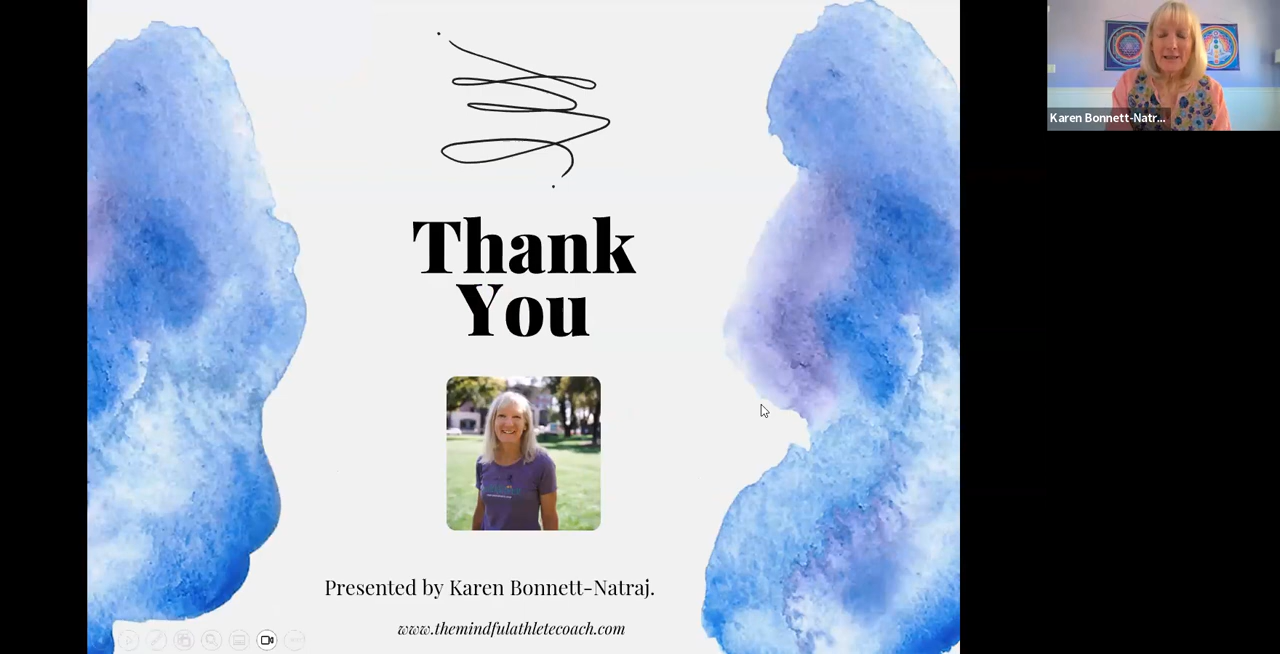 Thank
You
Presented by Karen Bonnett-Natraj.
www.themindfulathletecoach.com
Karen Bonnett-Natr...